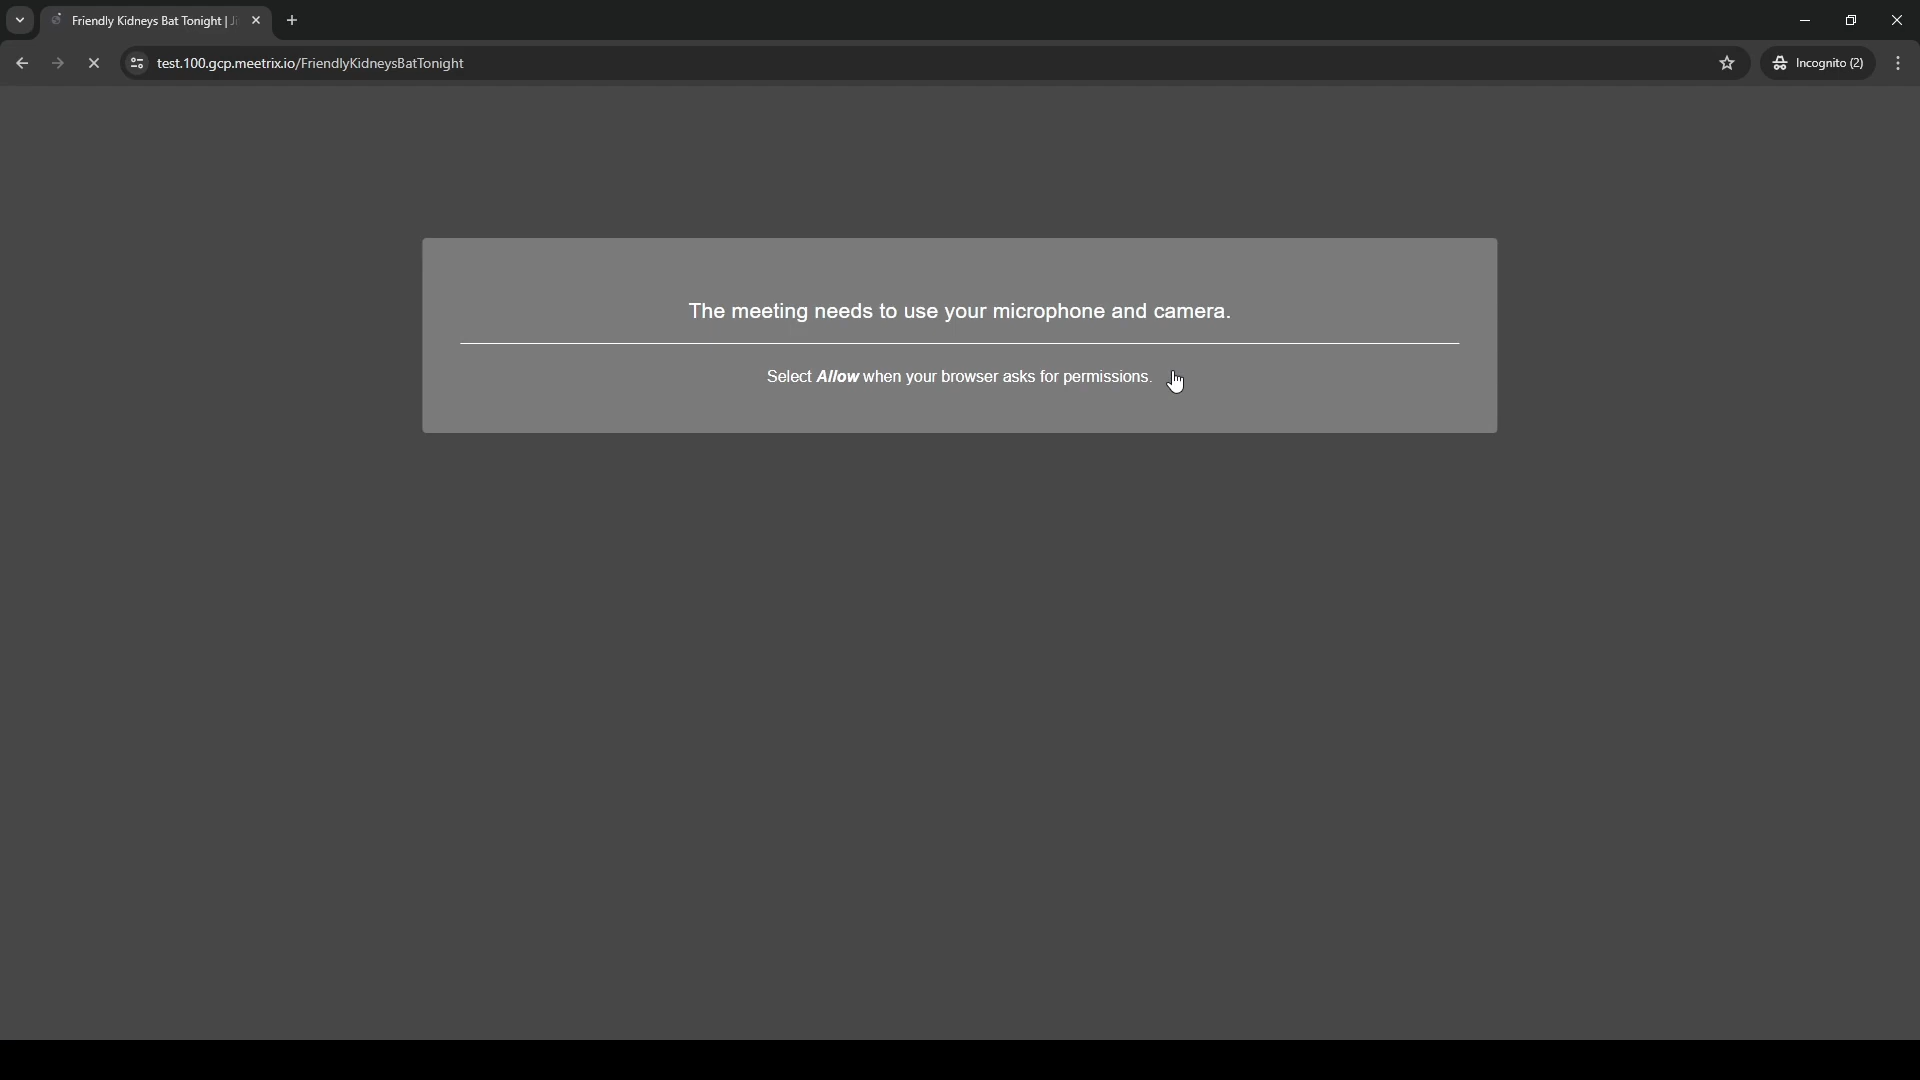 Friendly Kidneys Bat Tonight | Ji
test.100.gcp.meetrix.io/FriendlyKidneysBatTonight
Incognito (2)
The meeting needs to use your microphone and camera.
Select Allow when your browser asks for permissions.